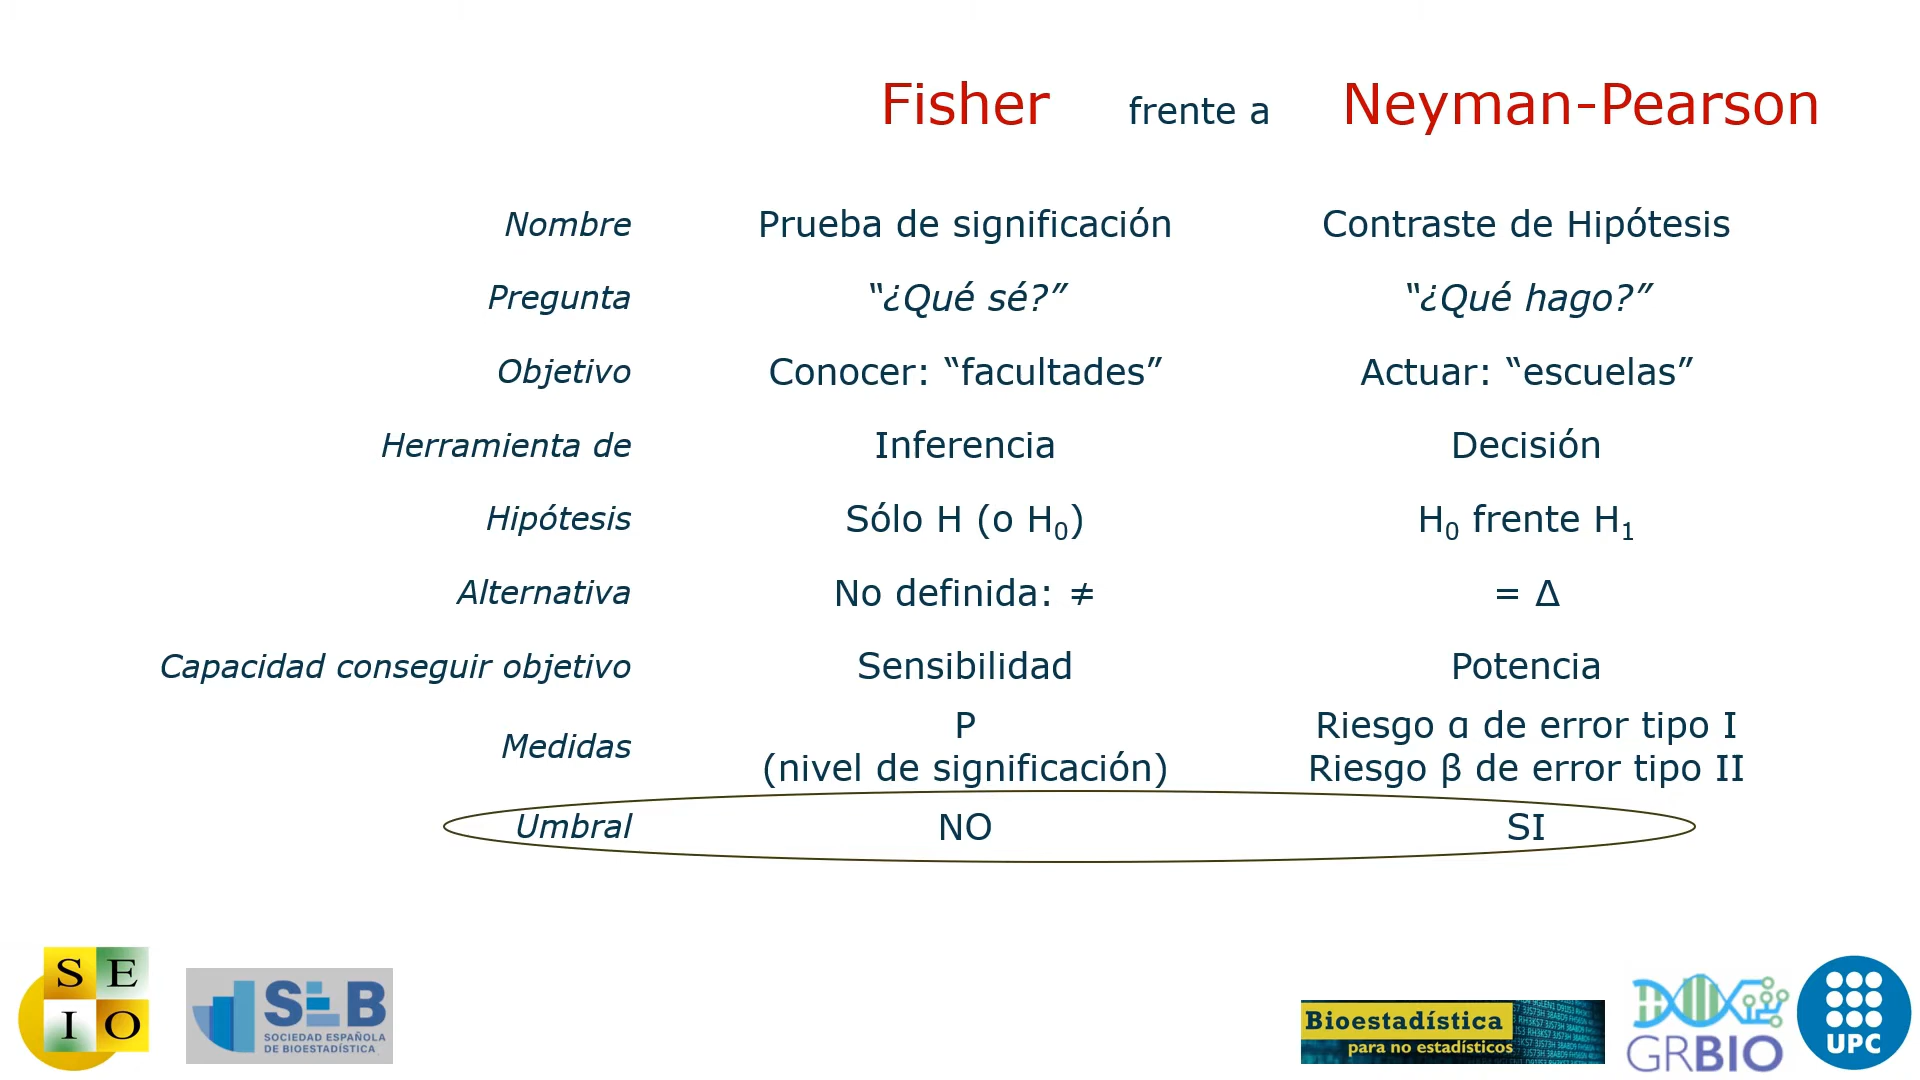 Fisher frente a Neyman-Pearson
Nombre Prueba de significación Contraste de Hipótesis
Pregunta “¿Qué sé?” “¿Qué hago?”
Objetivo Conocer: “facultades” Actuar: “escuelas”
Herramienta de Inferencia Decisión
Hipótesis Sólo H (o H₀) H₀ frente H₁
Alternativa No definida: ≠ = Δ
Capacidad conseguir objetivo Sensibilidad Potencia
Medidas P Riesgo α de error tipo I
(nivel de significación) Riesgo β de error tipo II
Umbral NO SI
S E
I O
SEB
SOCIEDAD ESPAÑOLA
DE BIOESTADÍSTICA
Bioestadística
para no estadísticos
GRBIO
UPC